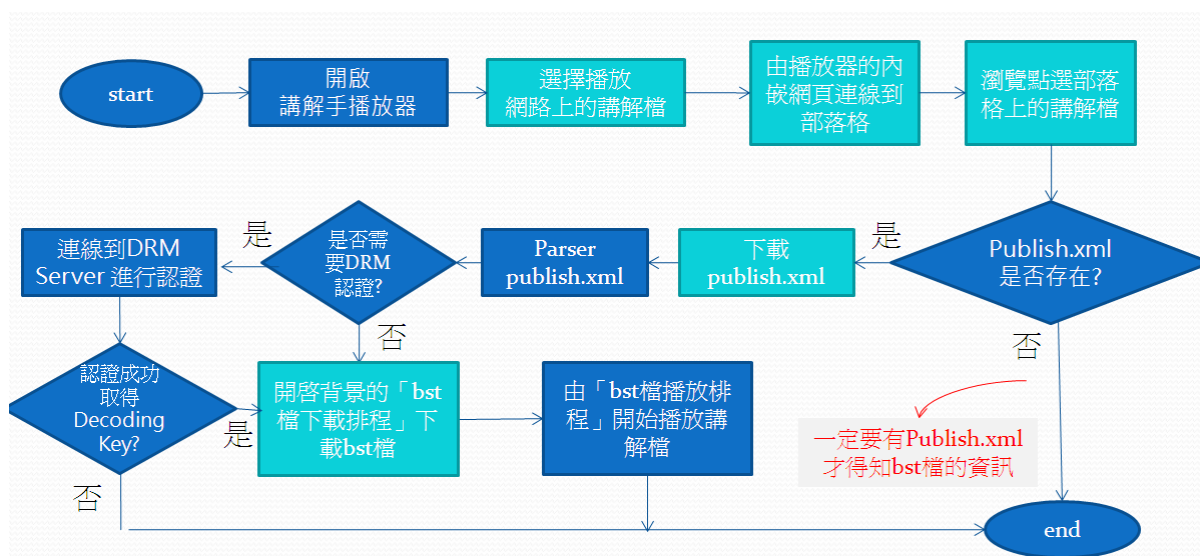 start
開啟
講解手播放器
選擇播放
網路上的講解檔
由播放器的內
嵌網頁連線到
部落格
瀏覽點選部落
格上的講解檔
Publish.xml
是否存在?
是
下載
publish.xml
Parser
publish.xml
是否需
要DRM
認證?
是
連線到DRM
Server 進行認證
否
認證成功
取得
Decoding
Key?
是
開啓背景的「bst
檔下載排程」下
載bst檔
由「bst檔播放排
程」開始播放講
解檔
否
一定要有Publish.xml
才得知bst檔的資訊
否
end